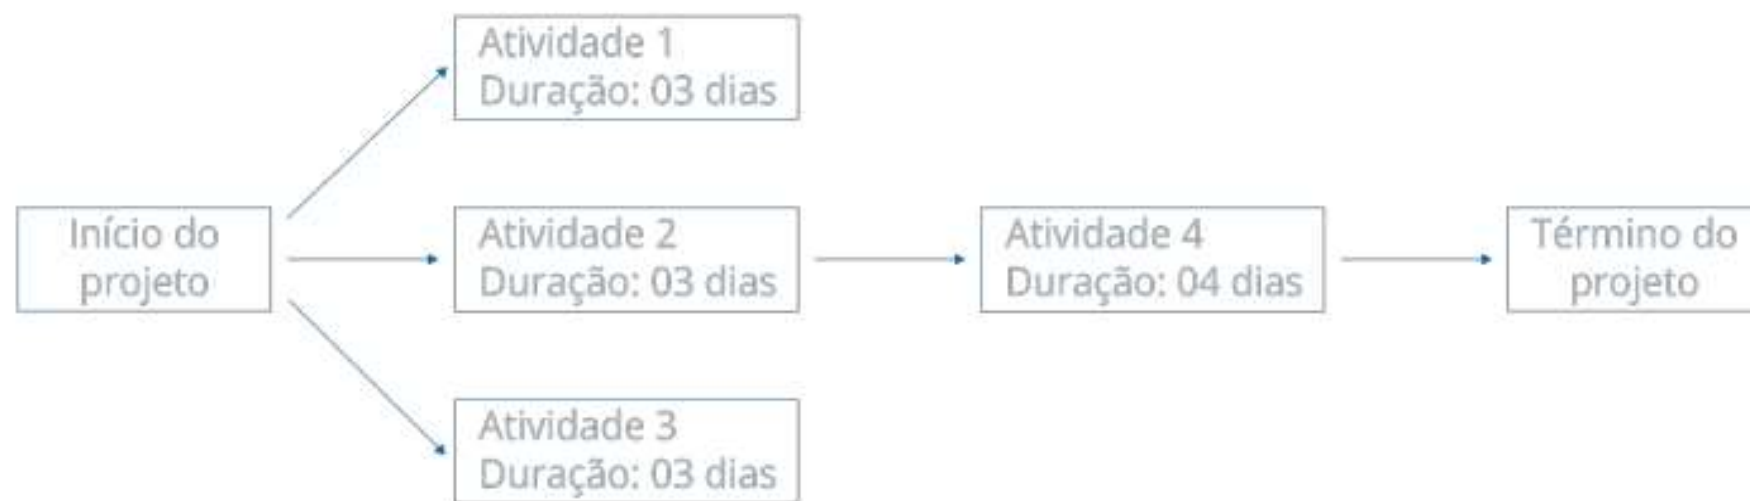 Atividade 1
Duração: 03 dias
Início do
projeto
Atividade 2
Duração: 03 dias
Atividade 4
Duração: 04 dias
Término do
projeto
Atividade 3
Duração: 03 dias